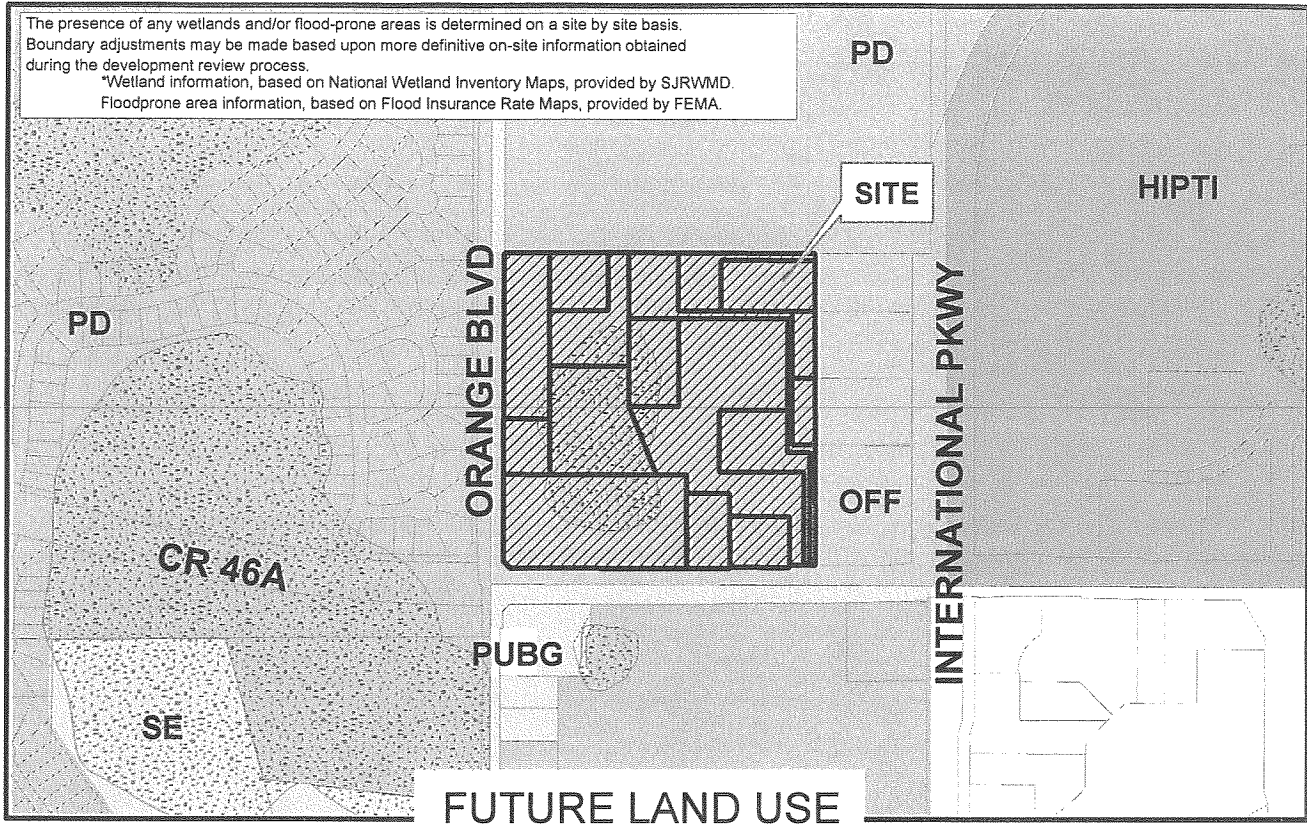 The presence of any wetlands and/or flood-prone areas is determined on a site by site basis.
Boundary adjustments may be made based upon more definitive on-site information obtained
during the development review process.
*Wetland information, based on National Wetland Inventory Maps, provided by SJRWMD.
Floodprone area information, based on Flood Insurance Rate Maps, provided by FEMA.
PD
SITE
HIPTI
PD
ORANGE BLVD
INTERNATIONAL PKWY
OFF
CR 46A
PUBG
SE
FUTURE LAND USE